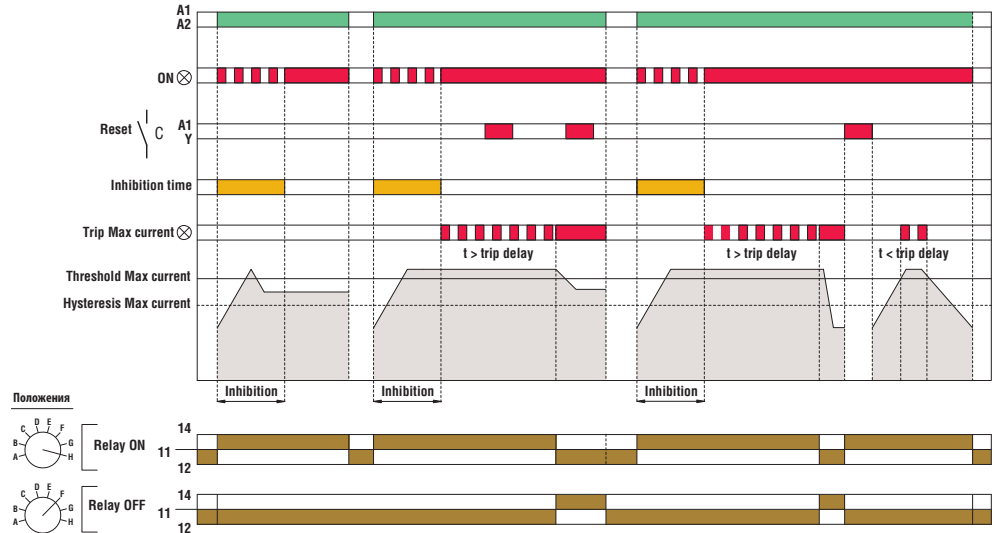 A1
A2
ON
Reset C A1
Y
Inhibition time
Trip Max current
t > trip delay t > trip delay t < trip delay
Threshold Max current
Hysteresis Max current
Inhibition Inhibition Inhibition
Положения
A B C D E F G H
Relay ON
14
11
12
A B C D E F G H
Relay OFF
14
11
12